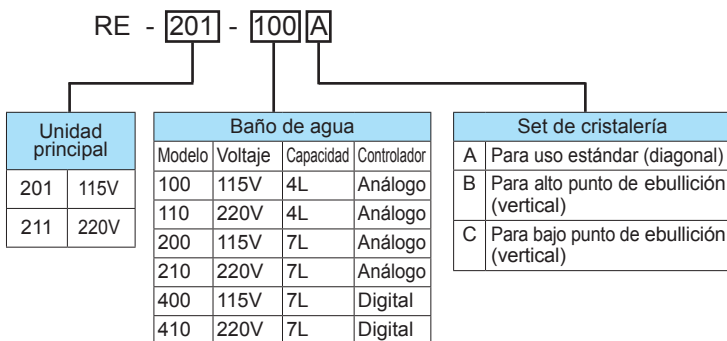 RE - 201 - 100 A
Unidad
principal
201 115V
211 220V
Baño de agua
Modelo Voltaje Capacidad Controlador
100 115V 4L Análogo
110 220V 4L Análogo
200 115V 7L Análogo
210 220V 7L Análogo
400 115V 7L Digital
410 220V 7L Digital
Set de cristalería
A Para uso estándar (diagonal)
B Para alto punto de ebullición
(vertical)
C Para bajo punto de ebullición
(vertical)